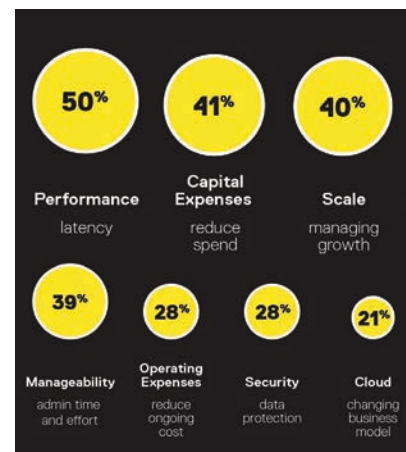 50%
41%
40%
Performance
latency
Capital
Expenses
reduce
spend
Scale
managing
growth
39%
28%
28%
21%
Manageability
admin time
and effort
Operating
Expenses
reduce
ongoing
cost
Security
data
protection
Cloud
changing
business
model